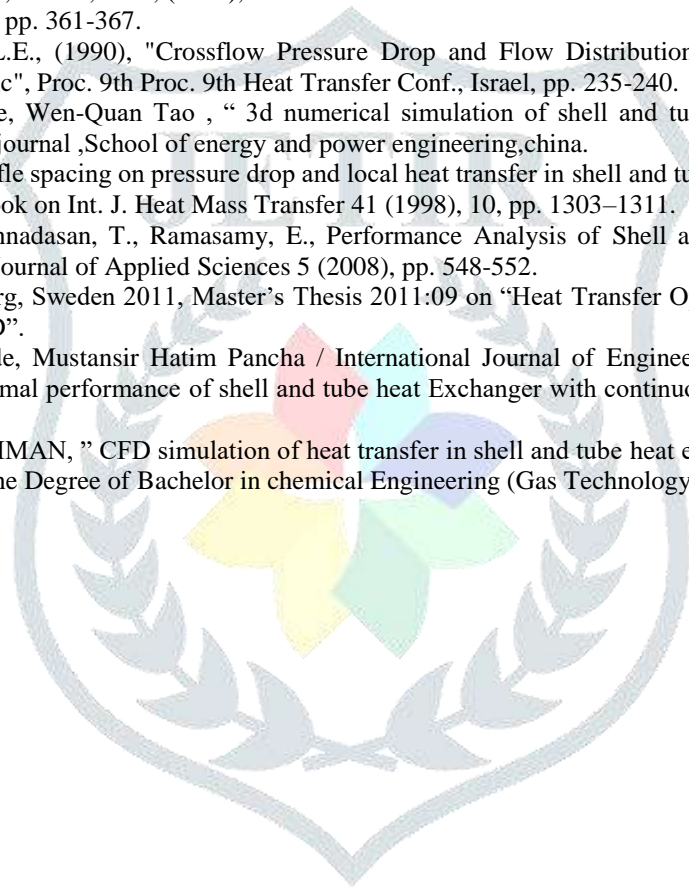 pp. 361-367.
L.E., (1990), "Crossflow Pressure Drop and Flow Distribution
c", Proc. 9th Proc. 9th Heat Transfer Conf., Israel, pp. 235-240.
e, Wen-Quan Tao , “ 3d numerical simulation of shell and tu
journal ,School of energy and power engineering,china.
fle spacing on pressure drop and local heat transfer in shell and tu
ook on Int. J. Heat Mass Transfer 41 (1998), 10, pp. 1303–1311.
nnadasan, T., Ramasamy, E., Performance Analysis of Shell a
ournal of Applied Sciences 5 (2008), pp. 548-552.
rg, Sweden 2011, Master’s Thesis 2011:09 on “Heat Transfer O
D”.
le, Mustansir Hatim Pancha / International Journal of Enginee
mal performance of shell and tube heat Exchanger with continuo
IMAN, ” CFD simulation of heat transfer in shell and tube heat e
ne Degree of Bachelor in chemical Engineering (Gas Technology
JETIR